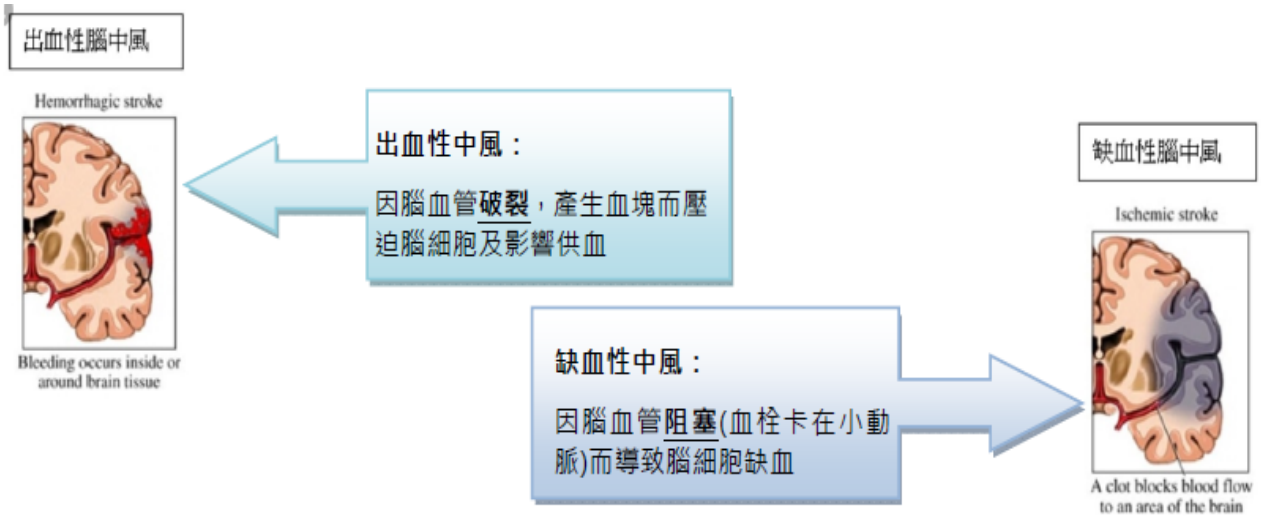 出血性腦中風
Hemorrhagic stroke
Bleeding occurs inside or
around brain tissue
出血性中風：
因腦血管破裂，產生血塊而壓
迫腦細胞及影響供血
缺血性中風：
因腦血管阻塞(血栓卡在小動
脈)而導致腦細胞缺血
缺血性腦中風
Ischemic stroke
A clot blocks blood flow
to an area of the brain